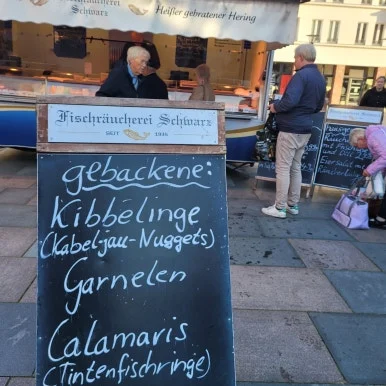 Fischräucherei Schwarz
Heißer gebratener Hering
Fischräucherei Schwarz
SEIT 1936
gebackene:
Kibbelinge
(Kabeljau-Nuggets)
Garnelen
Calamaris
(Tintenfischringe)